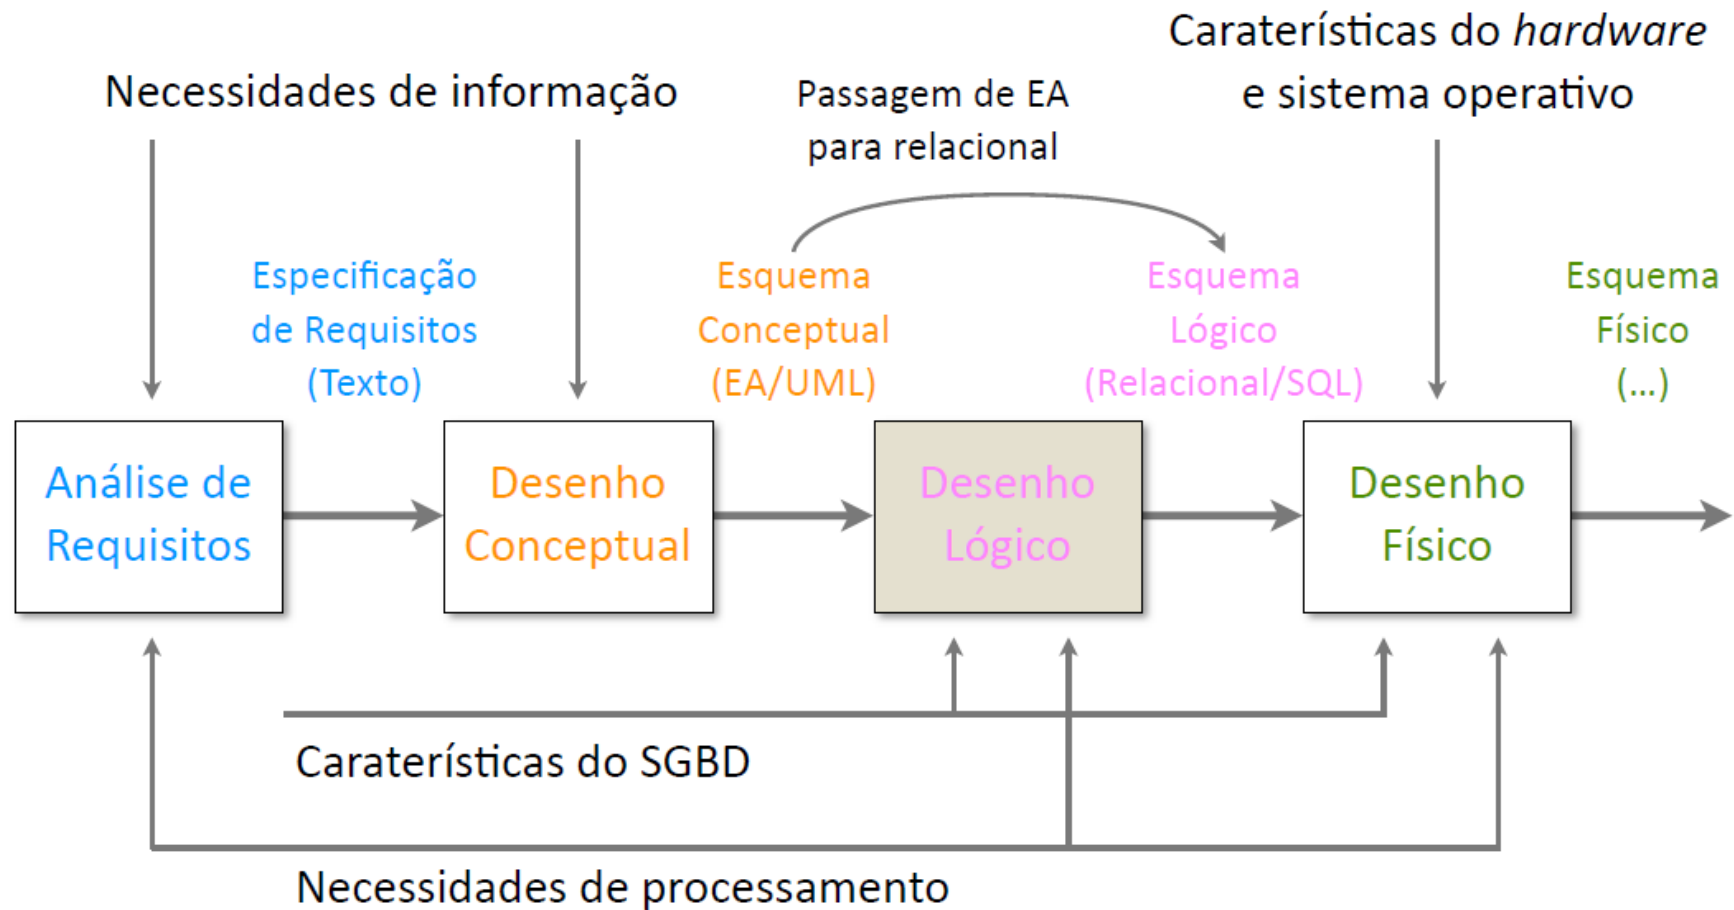 Caraterísticas do hardware
e sistema operativo
Necessidades de informação
Passagem de EA
para relacional
Especificação
de Requisitos
(Texto)
Esquema
Conceptual
(EA/UML)
Esquema
Lógico
(Relacional/SQL)
Esquema
Físico
(...)
Análise de
Requisitos
Desenho
Conceptual
Desenho
Lógico
Desenho
Físico
Caraterísticas do SGBD
Necessidades de processamento